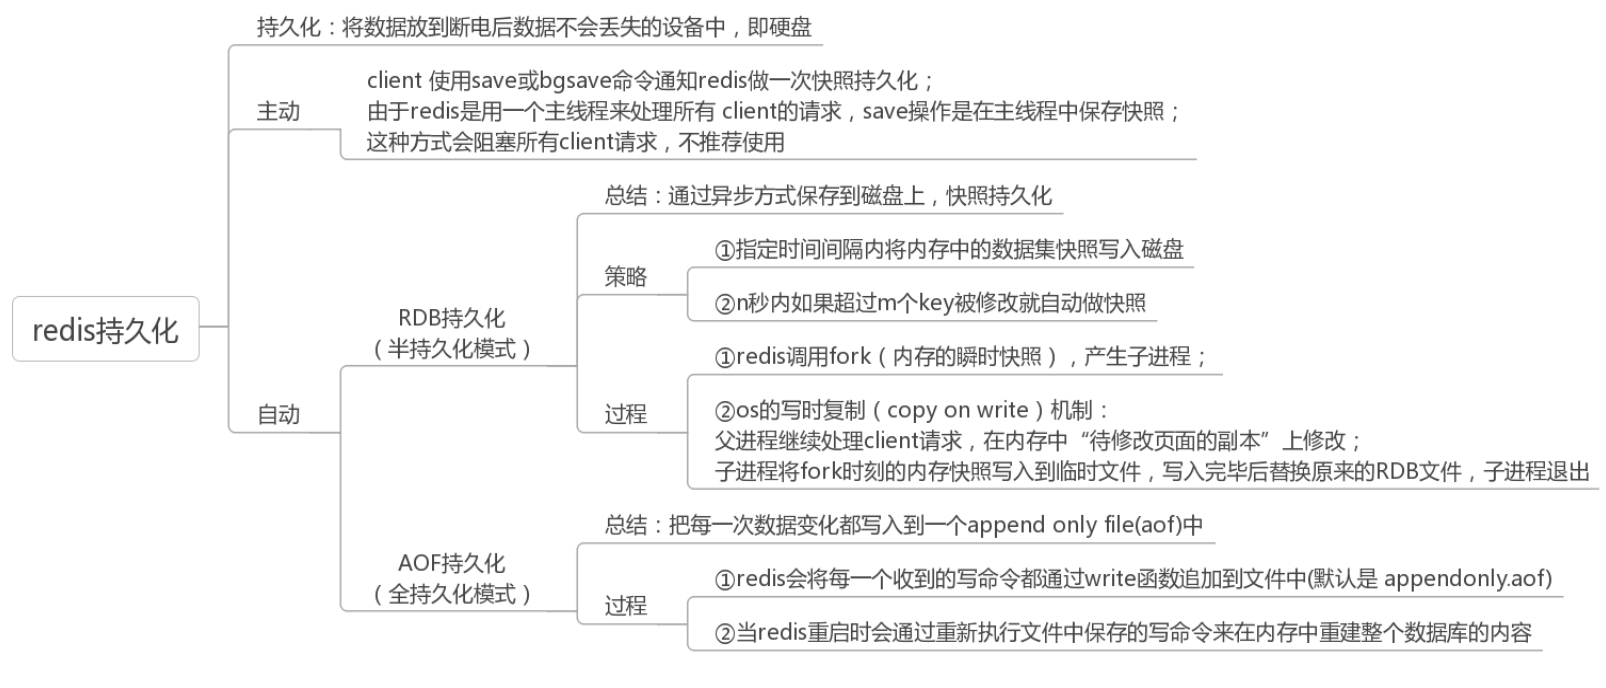 持久化：将数据放到断电后数据不会丢失的设备中，即硬盘
client 使用save或bgsave命令通知redis做一次快照持久化；
主动
由于redis是用一个主线程来处理所有 client的请求，save操作是在主线程中保存快照；
这种方式会阻塞所有client请求，不推荐使用
总结：通过异步方式保存到磁盘上，快照持久化
①指定时间间隔内将内存中的数据集快照写入磁盘
策略
②n秒内如果超过m个key被修改就自动做快照
redis持久化
RDB持久化
（半持久化模式）
①redis调用fork（内存的瞬时快照），产生子进程；
自动
过程
②os的写时复制（copy on write）机制：
父进程继续处理client请求，在内存中“待修改页面的副本”上修改；
子进程将fork时刻的内存快照写入到临时文件，写入完毕后替换原来的RDB文件，子进程退出
总结：把每一次数据变化都写入到一个append only file(aof)中
AOF持久化
（全持久化模式）
①redis会将每一个收到的写命令都通过write函数追加到文件中(默认是 appendonly.aof)
过程
②当redis重启时会通过重新执行文件中保存的写命令来在内存中重建整个数据库的内容